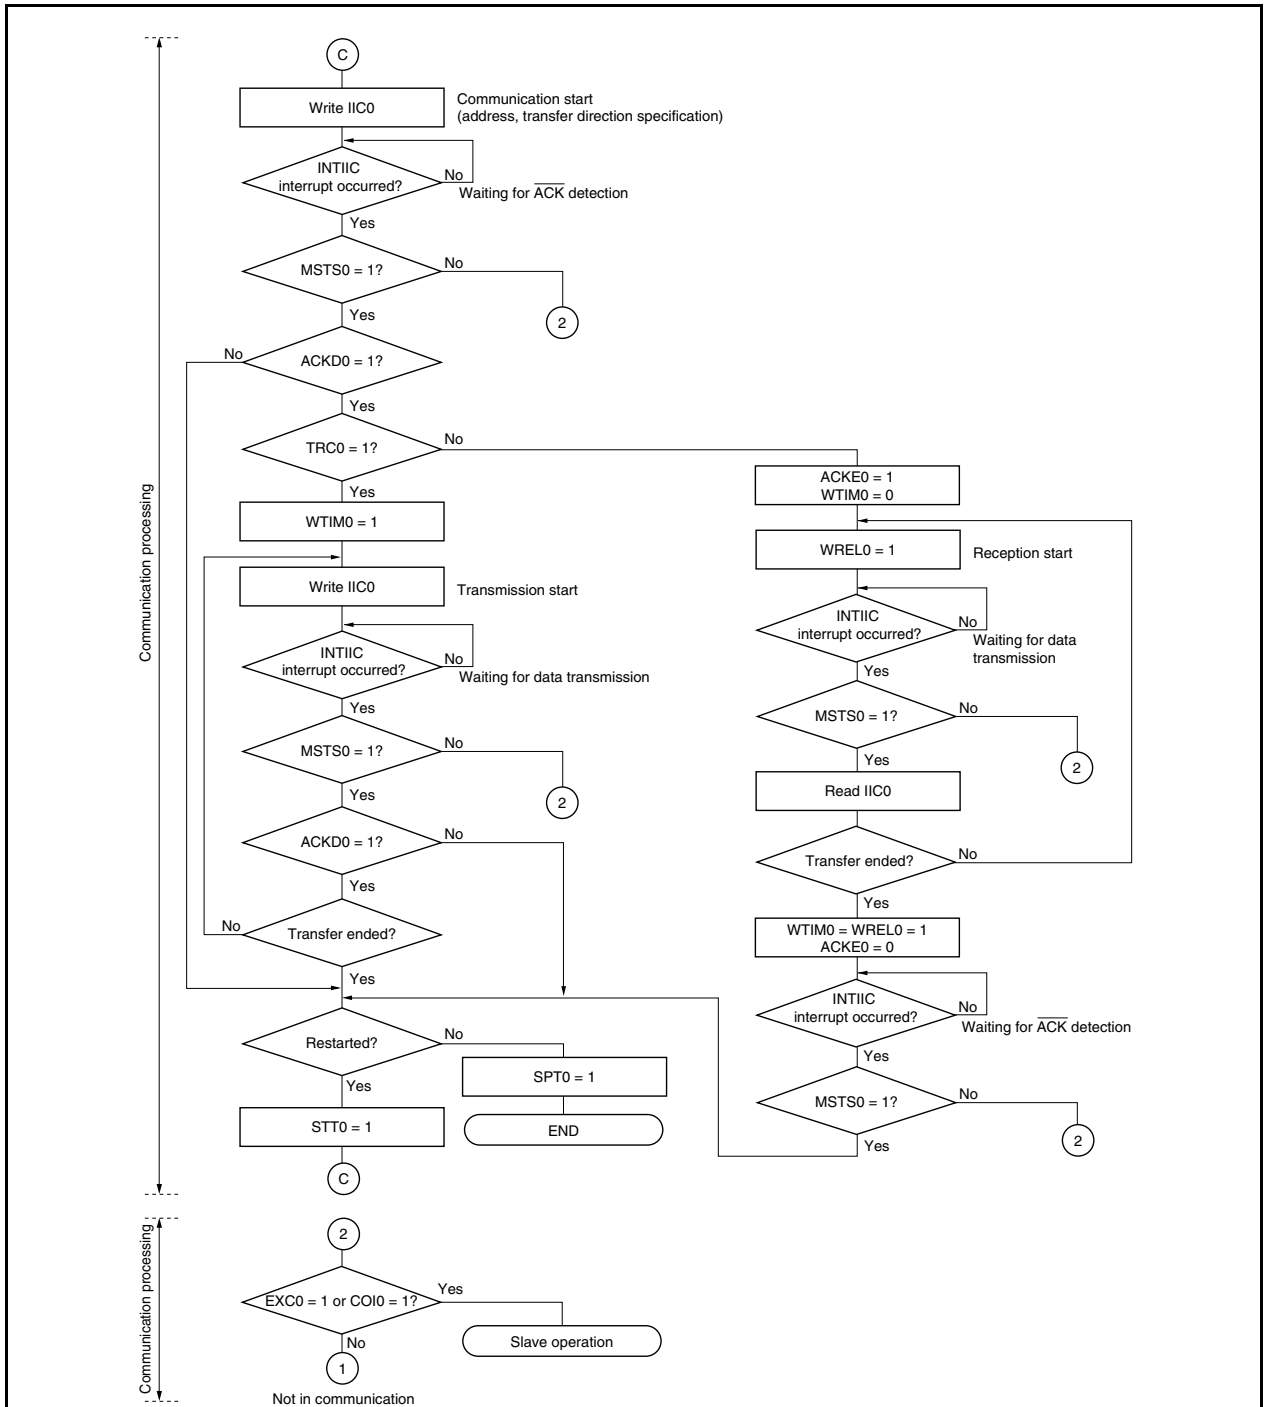 C
Write IIC0
Communication start
(address, transfer direction specification)
INTIIC
interrupt occurred?
No
Waiting for ACK detection
Yes
MSTS0 = 1?
No
2
Yes
ACKD0 = 1?
No
Yes
TRC0 = 1?
No
Yes
WTIM0 = 1
Write IIC0
Transmission start
INTIIC
interrupt occurred?
No
Waiting for data transmission
Yes
MSTS0 = 1?
No
2
Yes
ACKD0 = 1?
No
Yes
Transfer ended?
No
Yes
Restarted?
No
SPT0 = 1
END
Yes
STT0 = 1
C
ACKE0 = 1
WTIM0 = 0
WREL0 = 1
Reception start
INTIIC
interrupt occurred?
No
Waiting for data
transmission
Yes
MSTS0 = 1?
No
2
Yes
Read IIC0
Transfer ended?
No
Yes
WTIM0 = WREL0 = 1
ACKE0 = 0
INTIIC
interrupt occurred?
No
Waiting for ACK detection
Yes
MSTS0 = 1?
No
2
Yes
Communication processing
2
EXC0 = 1 or COI0 = 1?
Yes
Slave operation
No
1
Not in communication
Communication processing